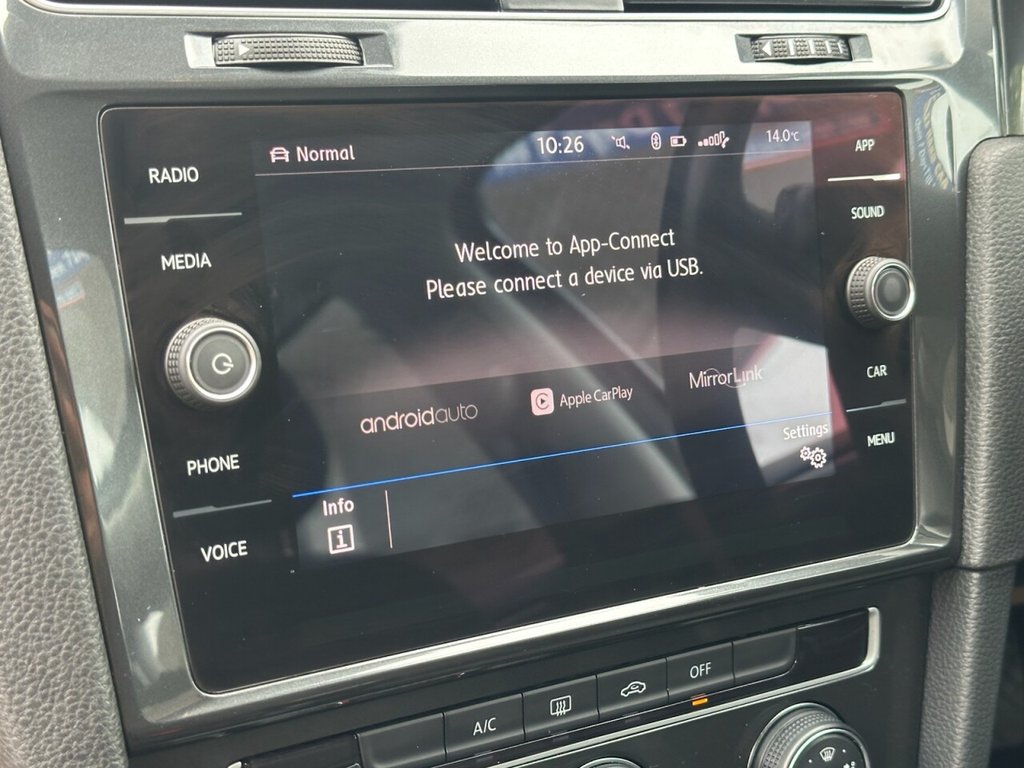 RADIO
MEDIA
PHONE
VOICE
Normal
10:26
14.0°C
Welcome to App-Connect
Please connect a device via USB.
androidauto
Apple CarPlay
MirrorLink
Settings
Info
i
APP
SOUND
CAR
MENU
A/C
OFF